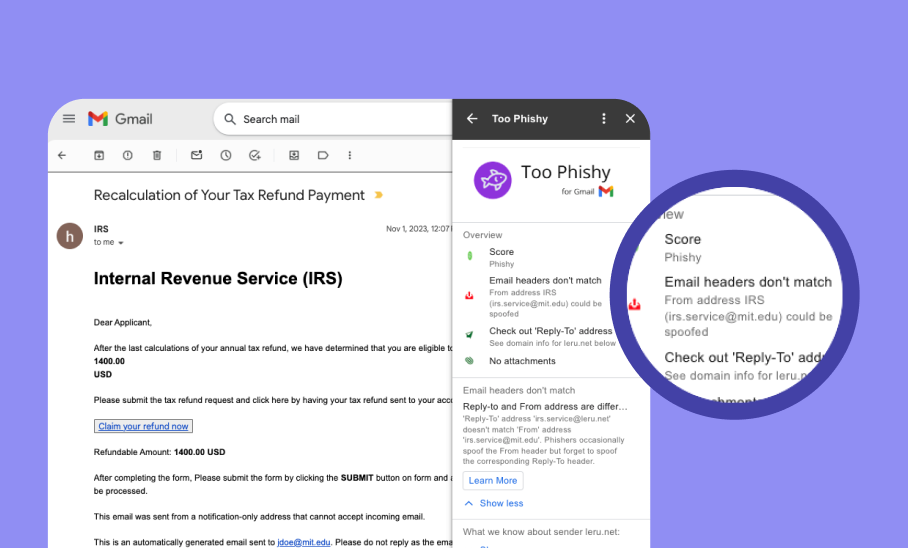 Gmail
Search mail
Recalculation of Your Tax Refund Payment
h
IRS
to me
Nov 1, 2023, 12:07
Internal Revenue Service (IRS)
Dear Applicant,
After the last calculations of your annual tax refund, we have determined that you are eligible to
1400.00
USD
Please submit the tax refund request and click here by having your tax refund sent to your
Claim your refund now
Refundable Amount: 1400.00 USD
After completing the form, Please submit the form by clicking the SUBMIT button on form and
be processed.
This email was sent from a notification-only address that cannot accept incoming email.
This is an automatically generated email sent to jdoe@mit.edu. Please do not reply as the
Too Phishy
Too Phishy
for Gmail
Overview
Score
Phishy
Email headers don't match
From address IRS
(irs.service@mit.edu) could be
spoofed
Check out 'Reply-To' address
See domain info for leru.net below
No attachments
Email headers don't match
Reply-to and From address are differ...
'Reply-To' address 'irs.service@leru.net'
doesn't match 'From' address
'irs.service@mit.edu'. Phishers occasionally
spoof the From header but forget to spoof
the corresponding Reply-To header.
Learn More
Show less
What we know about sender leru.net:
Score
Phishy
Email headers don't match
From address IRS
(irs.service@mit.edu) could be
spoofed
Check out 'Reply-To'
See domain info for